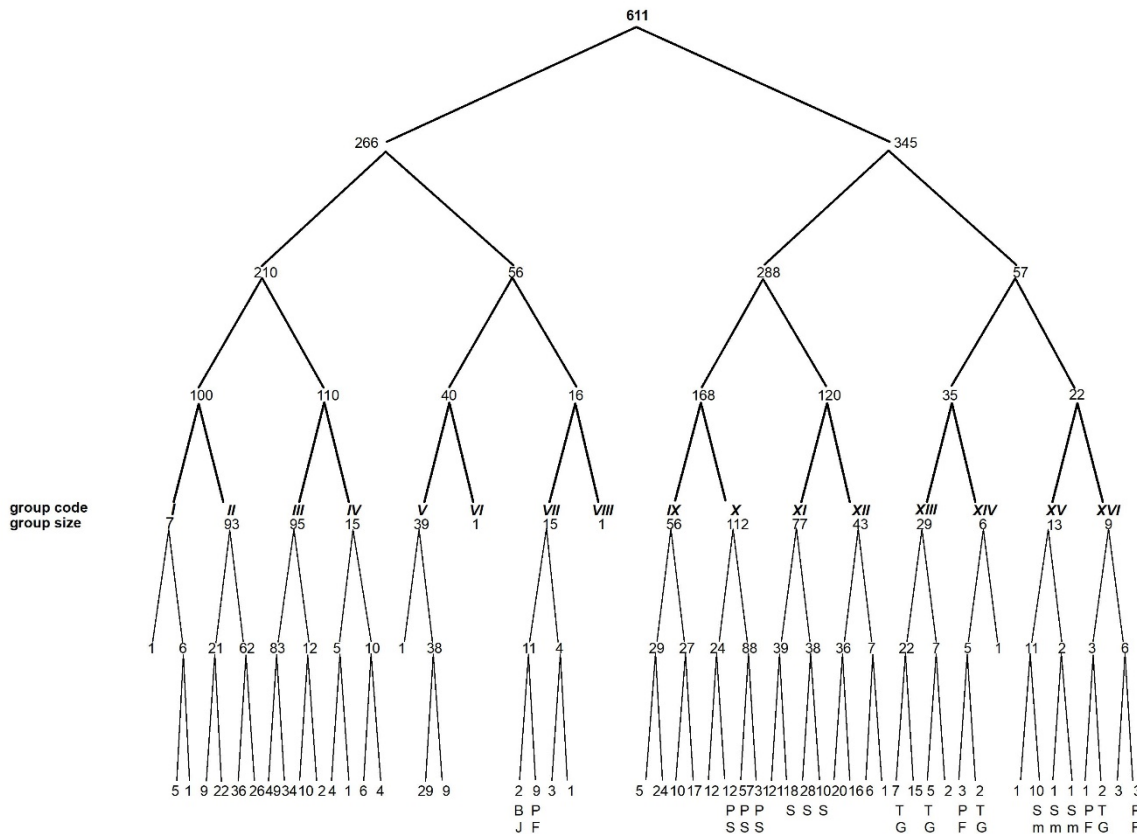 611
266 345
210 56 288 57
100 110 40 16 168 120 35 22
group code I II III IV V VI VII VIII IX X XI XII XIII XIV XV XVI
group size 7 93 95 15 39 1 15 1 56 112 77 43 29 6 13 9
1 6 21 62 83 12 5 10 1 38 11 4 29 27 24 88 39 38 36 7 22 7 5 1 11 2 3 6
5 1 9 22 36 26 49 34 10 2 4 1 6 4 29 9 2 9 3 1 5 24 10 17 12 12 57 31 21 18 28 10 20 16 6 1 7 15 5 2 3 2 1 10 1 1 1 2 3 3
B P P P P S S S T T P T S S S P T P
J F S S S G G F G m m m F G F